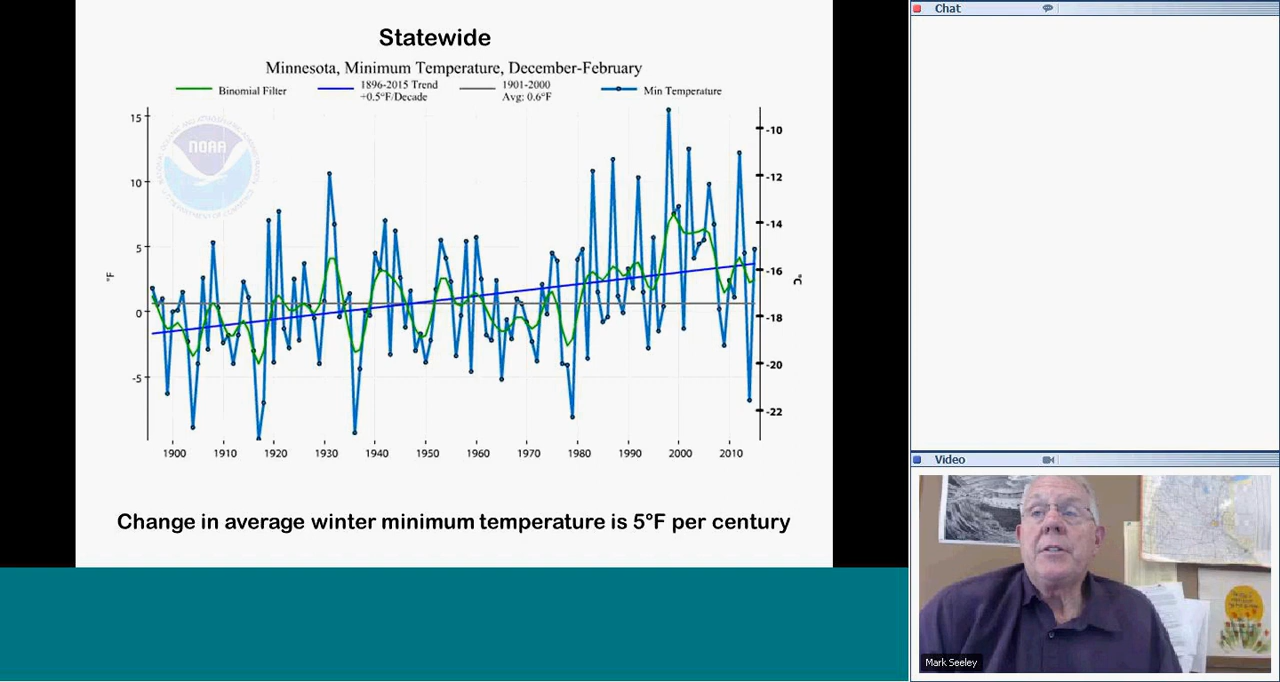 Statewide
Minnesota, Minimum Temperature, December-February
Binomial Filter
1896-2015 Trend
+0.5°F/Decade
1901-2000
Avg: 0.6°F
Min Temperature
15
10
5
0
-5
°F
NOAA
-10
-12
-14
-16
-18
-20
-22
°C
1900
1910
1920
1930
1940
1950
1960
1970
1980
1990
2000
2010
Change in average winter minimum temperature is 5°F per century
Chat
Video
Mark Seeley